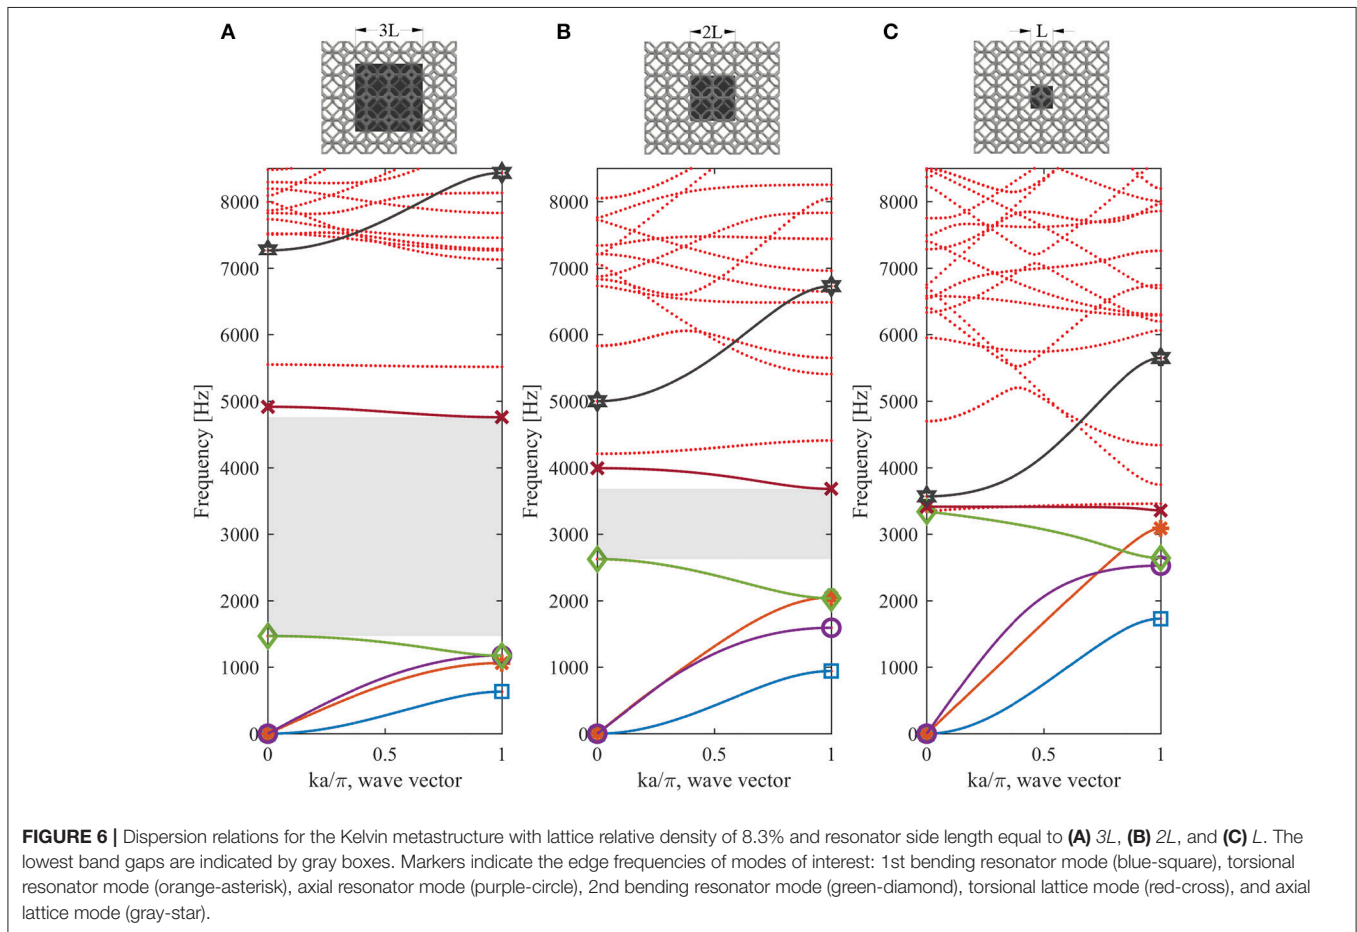 A
3L
B
2L
C
L
8000
7000
6000
5000
4000
3000
2000
1000
0
Frequency [Hz]
0
0.5
1
ka/π, wave vector
8000
7000
6000
5000
4000
3000
2000
1000
0
Frequency [Hz]
0
0.5
1
ka/π, wave vector
8000
7000
6000
5000
4000
3000
2000
1000
0
Frequency [Hz]
0
0.5
1
ka/π, wave vector
FIGURE 6 | Dispersion relations for the Kelvin metastructure with lattice relative density of 8.3% and resonator side length equal to (A) 3L, (B) 2L, and (C) L. The
lowest band gaps are indicated by gray boxes. Markers indicate the edge frequencies of modes of interest: 1st bending resonator mode (blue-square), torsional
resonator mode (orange-asterisk), axial resonator mode (purple-circle), 2nd bending resonator mode (green-diamond), torsional lattice mode (red-cross), and axial
lattice mode (gray-star).